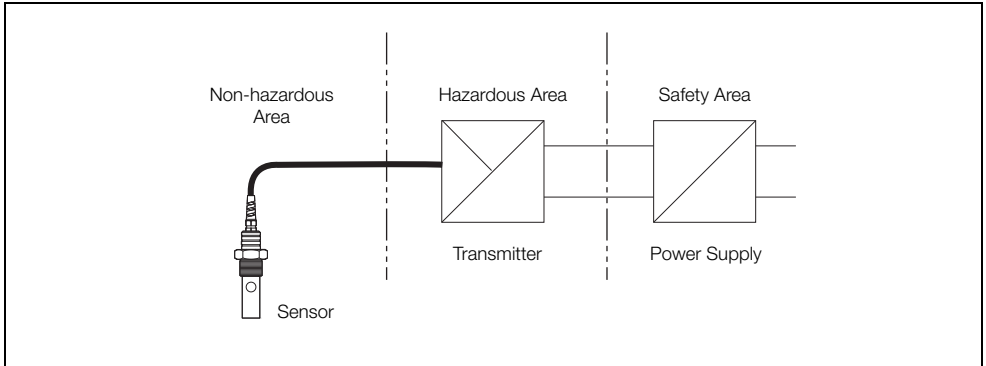 Non-hazardous
Area
Hazardous Area
Safety Area
Transmitter
Power Supply
Sensor